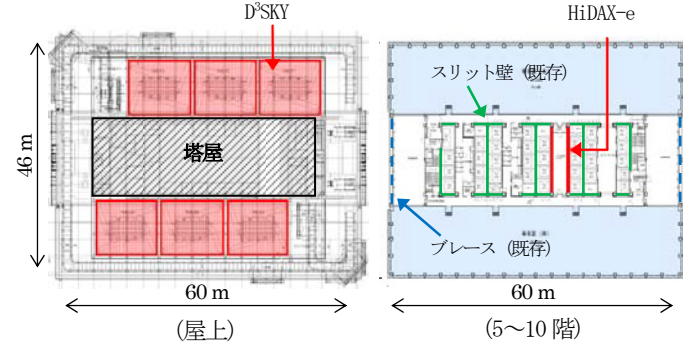 D³SKY
HiDAX-e
スリット壁 (既存)
塔屋
46 m
ブレース (既存)
60 m
60 m
(屋上)
(5～10 階)